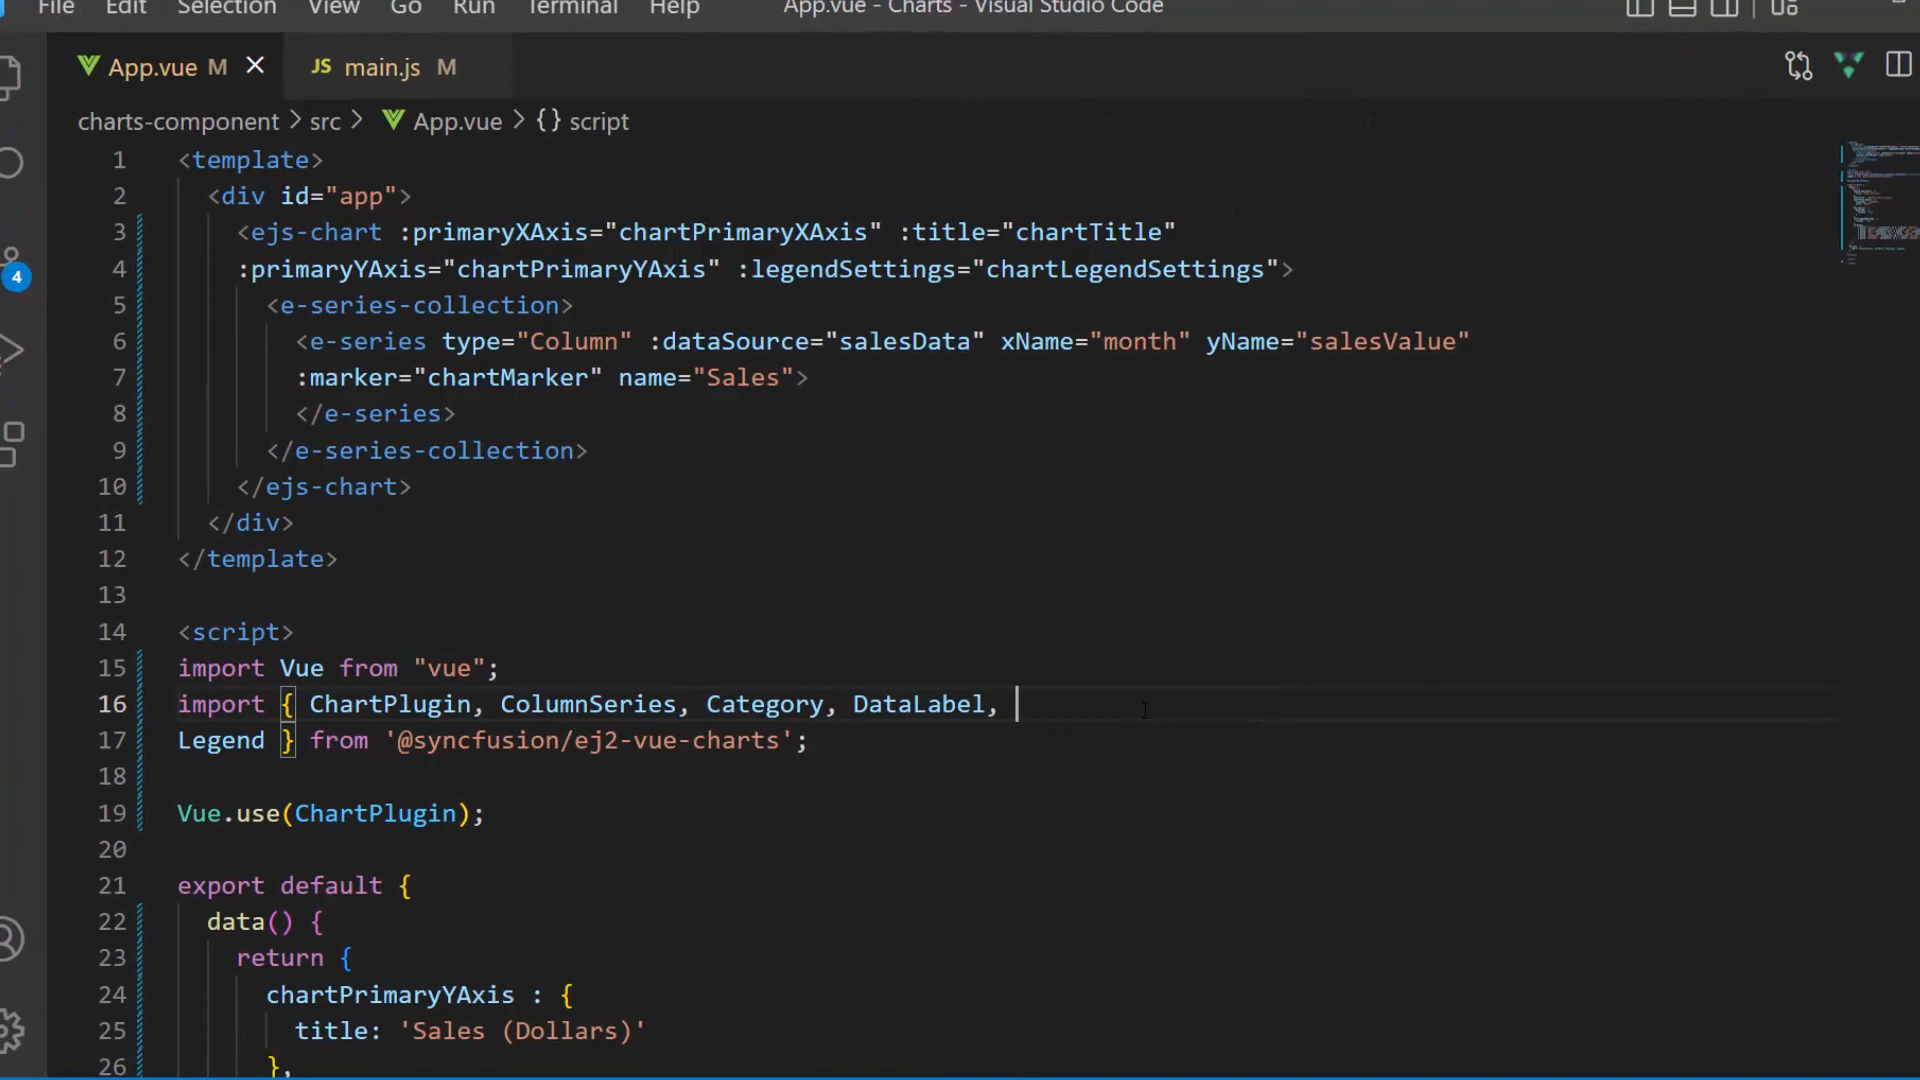 File Edit Selection View Go Run Terminal Help App.vue - Charts - Visual Studio Code
App.vue M JS main.js M
charts-component > src > App.vue > {} script
1 <template>
2 <div id="app">
3 <ejs-chart :primaryXAxis="chartPrimaryXAxis" :title="chartTitle"
4 :primaryYAxis="chartPrimaryYAxis" :legendSettings="chartLegendSettings">
5 <e-series-collection>
6 <e-series type="Column" :dataSource="salesData" xName="month" yName="salesValue"
7 :marker="chartMarker" name="Sales">
8 </e-series>
9 </e-series-collection>
10 </ejs-chart>
11 </div>
12 </template>
13
14 <script>
15 import Vue from "vue";
16 import { ChartPlugin, ColumnSeries, Category, DataLabel,
17 Legend } from '@syncfusion/ej2-vue-charts';
18
19 Vue.use(ChartPlugin);
20
21 export default {
22 data() {
23 return {
24 chartPrimaryYAxis : {
25 title: 'Sales (Dollars)'
26 },
4